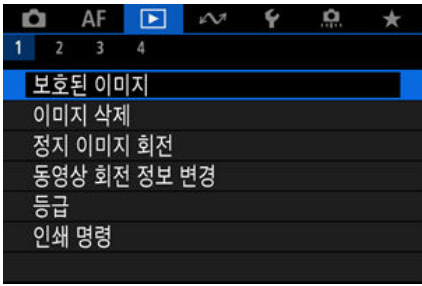 AF
1 2 3 4
보호된 이미지
이미지 삭제
정지 이미지 회전
동영상 회전 정보 변경
등급
인쇄 명령